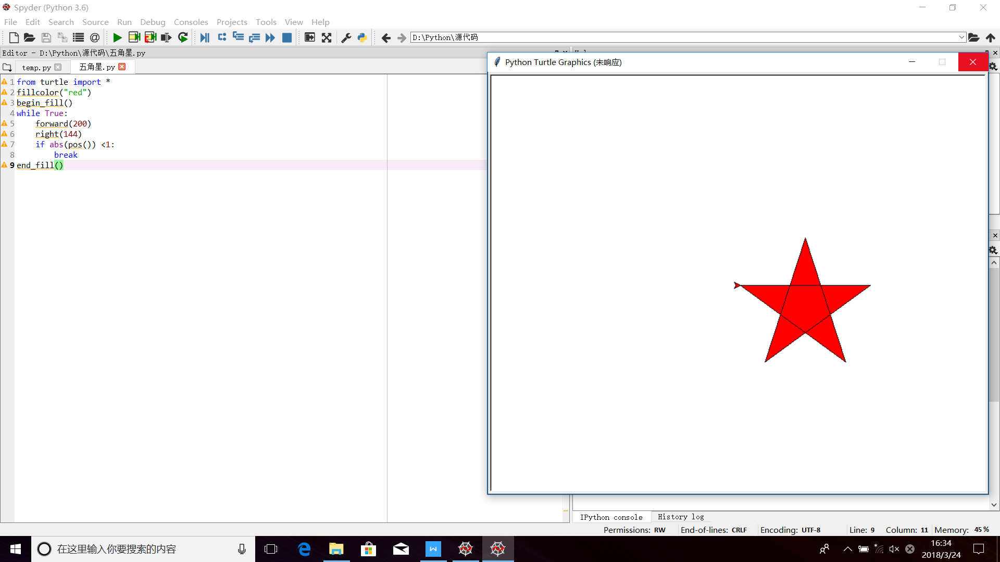 Spyder (Python 3.6)
File Edit Search Source Run Debug Consoles Projects Tools View Help
D:\Python\源代码
Editor - D:\Python\源代码\五角星.py
temp.py 五角星.py
Python Turtle Graphics (未响应)
1 from turtle import *
2 fillcolor("red")
3 begin_fill()
4 while True:
5     forward(200)
6     right(144)
7     if abs(pos()) <1:
8         break
9 end_fill()
IPython console History log
Permissions: RW End-of-lines: CRLF Encoding: UTF-8 Line: 9 Column: 11 Memory: 45 %
在这里输入你要搜索的内容
16:34
2018/3/24